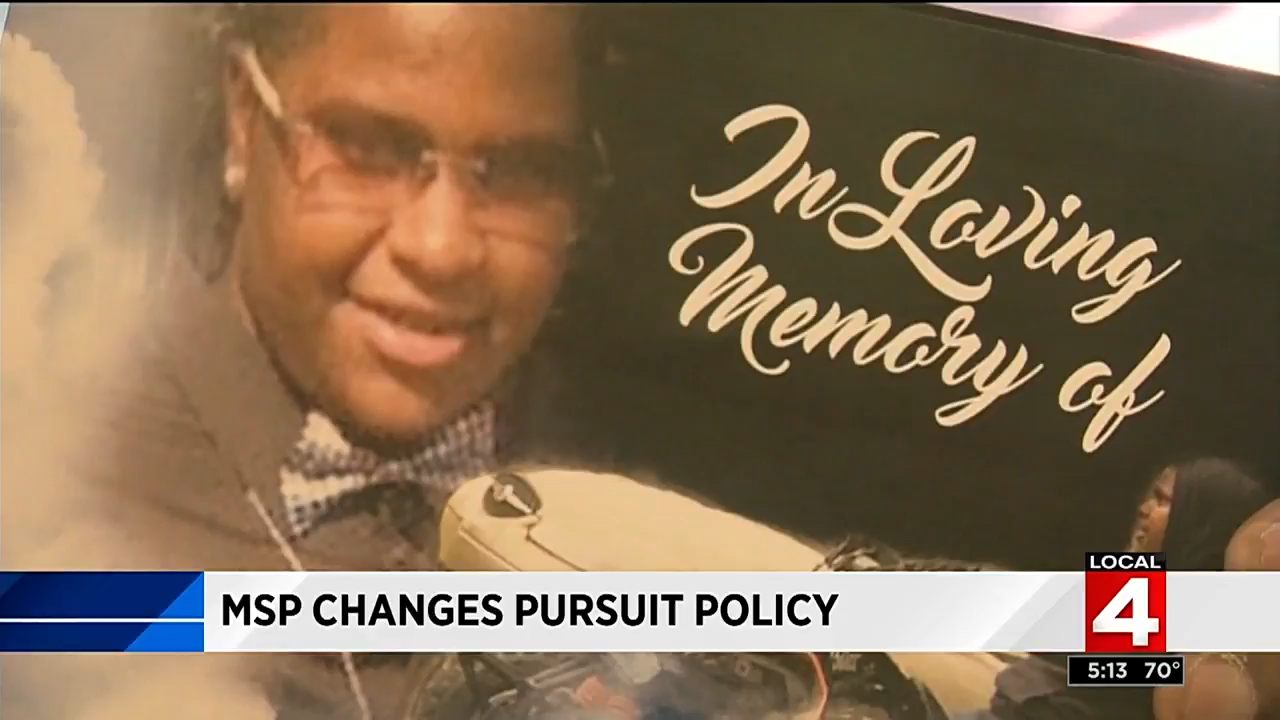 In Loving
Memory of
MSP CHANGES PURSUIT POLICY
LOCAL
4
5:13 70°